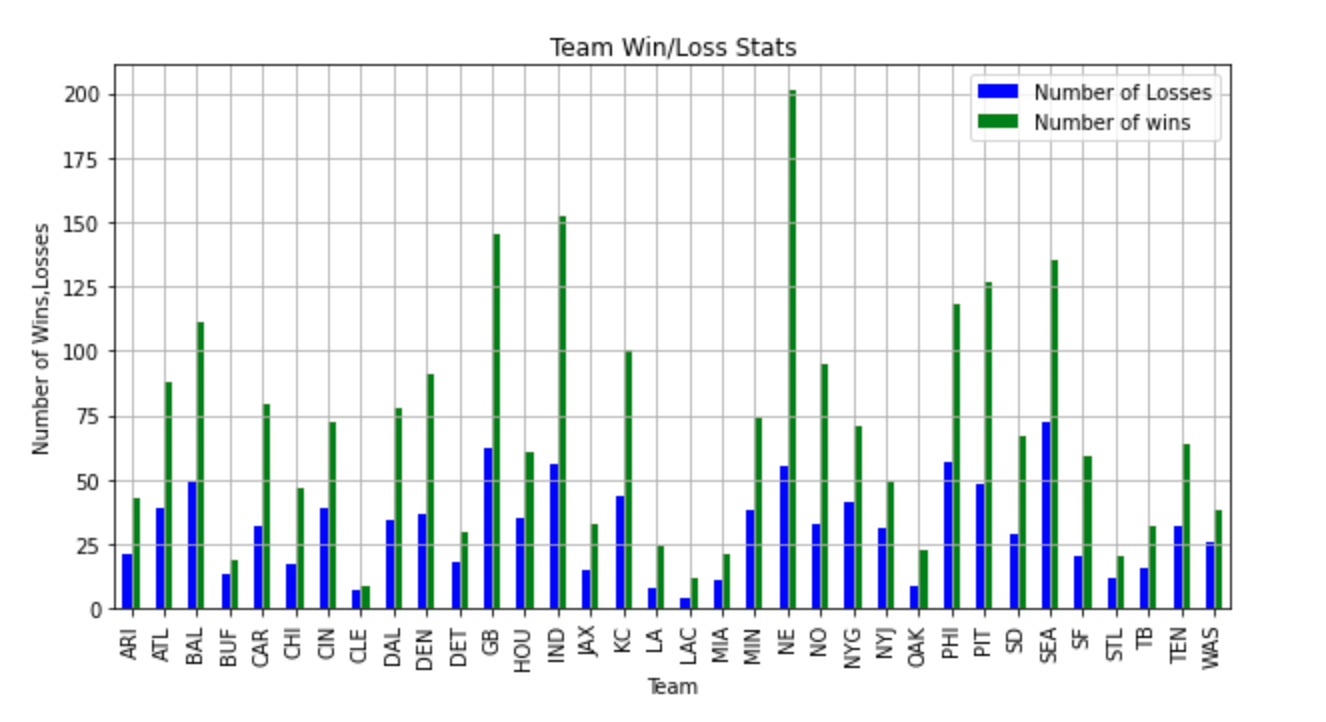 Team Win/Loss Stats
Number of Losses
Number of wins
Number of Wins,Losses
200
175
150
125
100
75
50
25
0
ARI ATL BAL BUF CAR CHI CIN CLE DAL DEN DET GB HOU IND JAX KC LA LAC MIA MIN NE NO NYG NYJ OAK PHI PIT SD SEA SF STL TB TEN WAS
Team